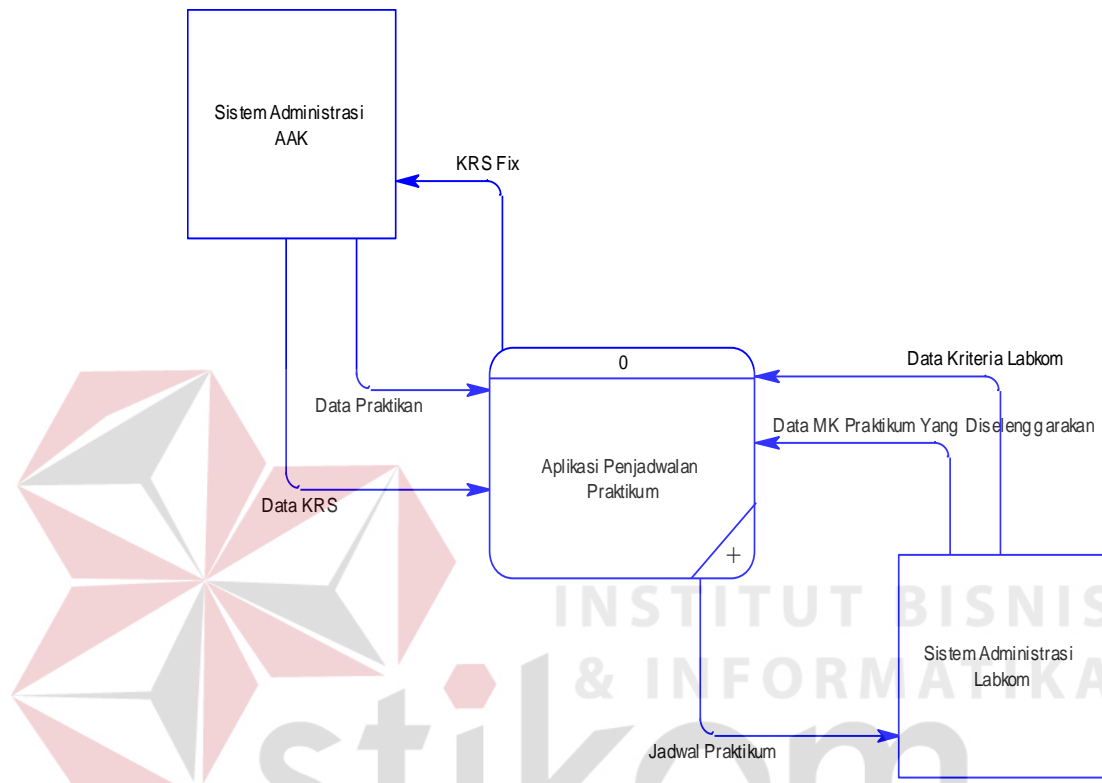 Sistem Administrasi
AAK
KRS Fix
0
Data Kriteria Labkom
Data Praktikan
Data MK Praktikum Yang Diselenggarakan
Aplikasi Penjadwalan
Praktikum
Data KRS
+
INSTITUT BISNIS
& INFORMATIKA
Sistem Administrasi
Labkom
stikom
Jadwal Praktikum